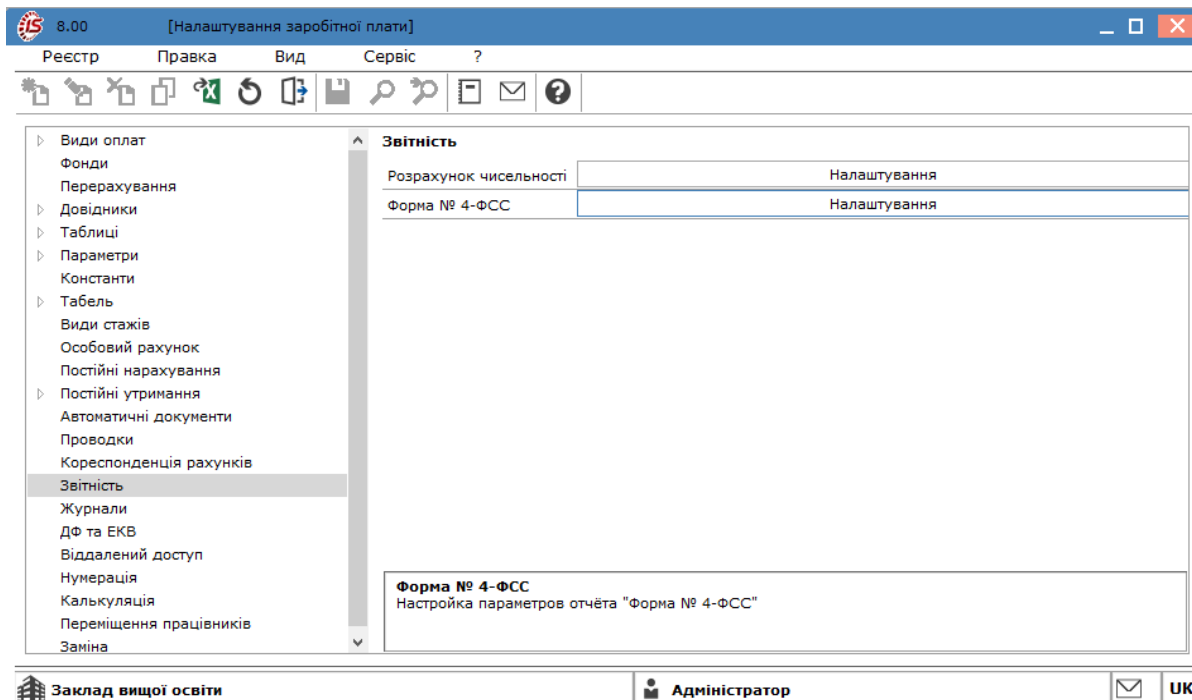 8.00 [Налаштування заробітної плати]
Реєстр Правка Вид Сервіс ?
Види оплат
Фонди
Перерахування
Довідники
Таблиці
Параметри
Константи
Табель
Види стажів
Особовий рахунок
Постійні нарахування
Постійні утримання
Автоматичні документи
Проводки
Кореспонденція рахунків
Звітність
Журнали
ДФ та ЕКВ
Віддалений доступ
Нумерація
Калькуляція
Переміщення працівників
Заміна
Звітність
Розрахунок чисельності Налаштування
Форма № 4-ФСС Налаштування
Форма № 4-ФСС
Настройка параметров отчёта "Форма № 4-ФСС"
Заклад вищої освіти Адміністратор UK